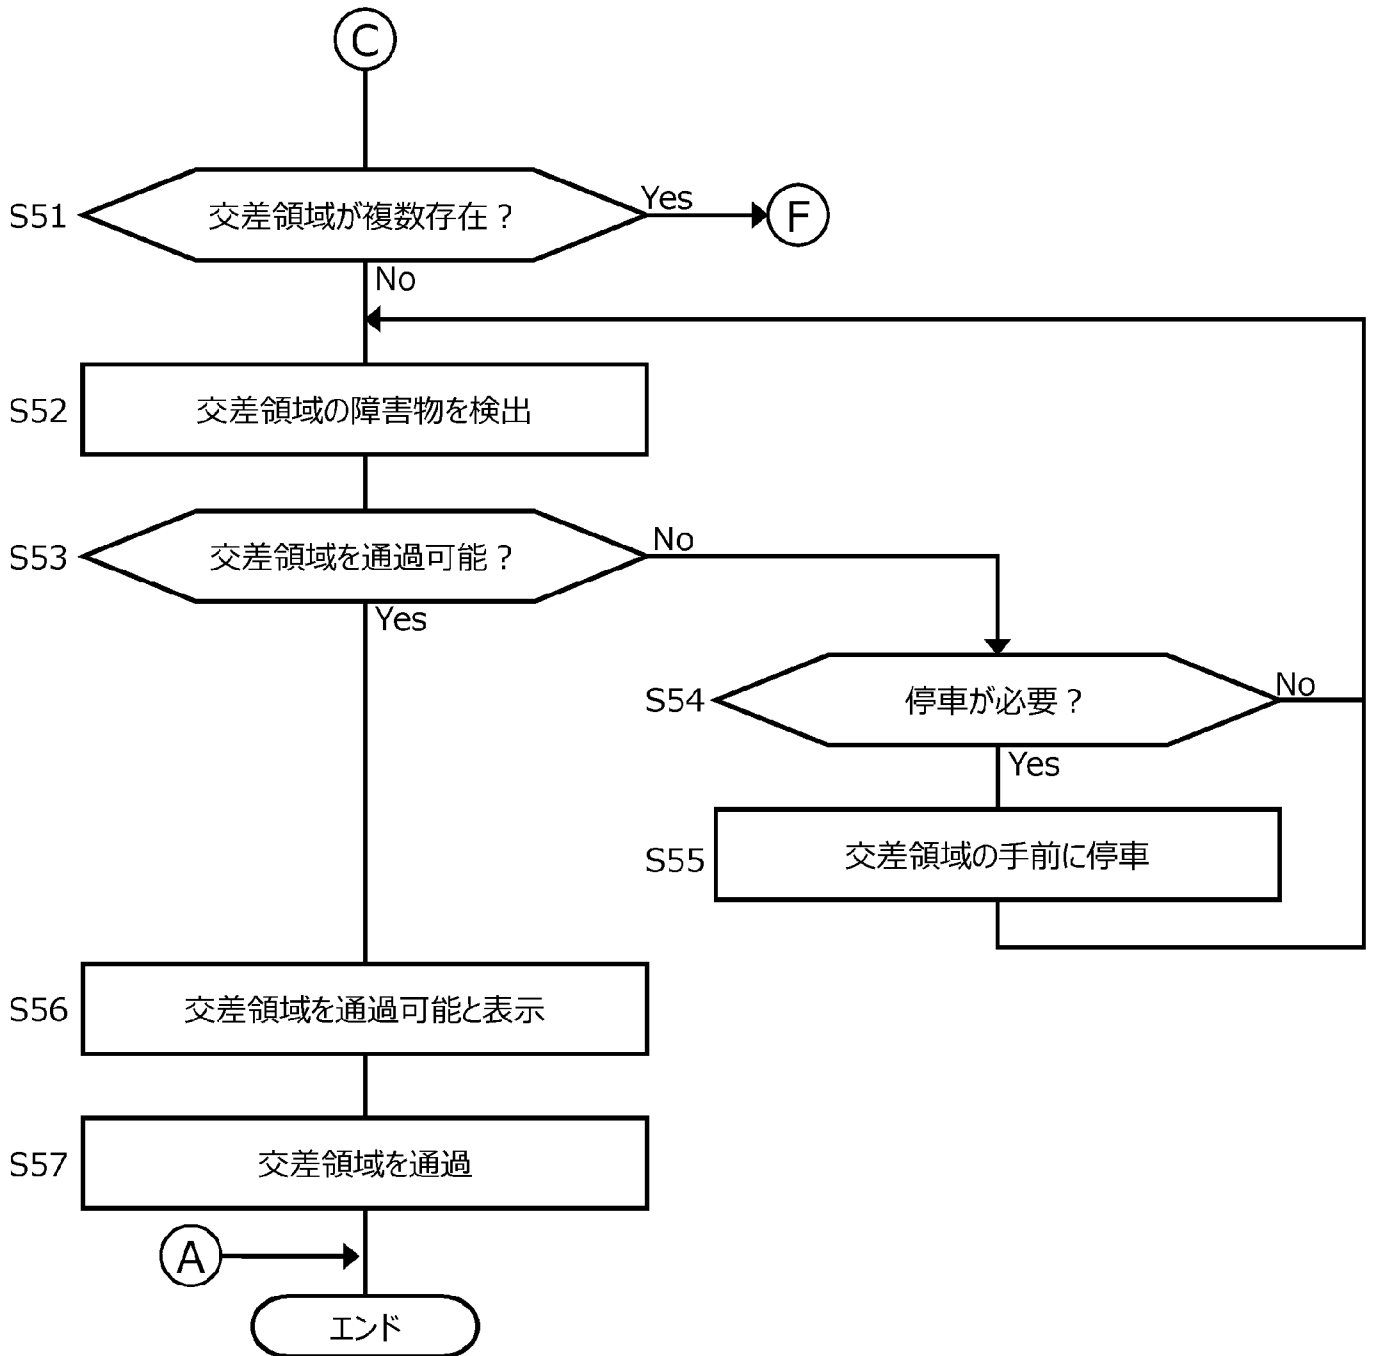 C
S51
交差領域が複数存在？
Yes
F
No
S52
交差領域の障害物を検出
S53
交差領域を通過可能？
No
Yes
S54
停車が必要？
No
Yes
S55
交差領域の手前に停車
S56
交差領域を通過可能と表示
S57
交差領域を通過
A
エンド